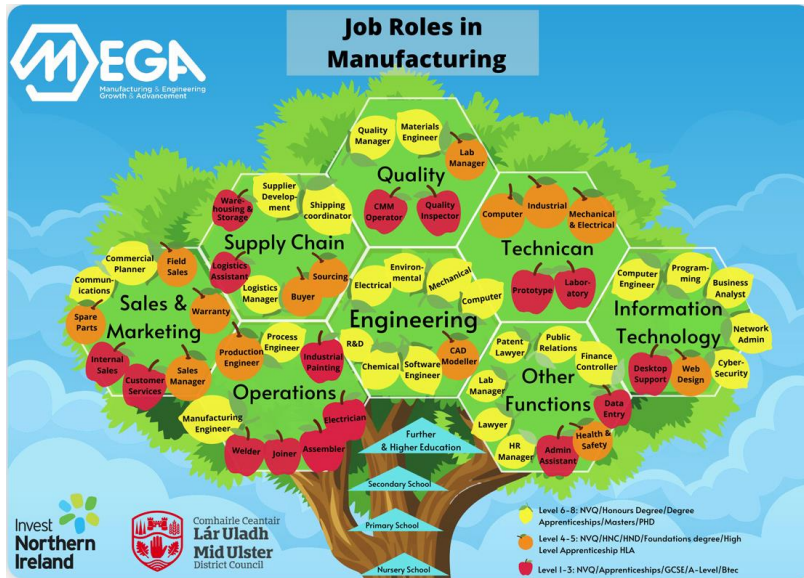 MEGA
Manufacturing & Engineering
Growth & Advancement
Job Roles in
Manufacturing
Quality
Manager
Materials
Engineer
Lab
Manager
Quality
CMM
Operator
Quality
Inspector
Ware-
housing &
Storage
Supplier
Develop-
ment
Shipping
coordinator
Supply Chain
Logistics
Assistant
Logistics
Manager
Buyer
Sourcing
Computer
Industrial
Mechanical
& Electrical
Technican
Prototype
Labor-
atory
Commun-
ications
Commercial
Planner
Field
Sales
Sales &
Marketing
Spare
Parts
Warranty
Internal
Sales
Customer
Services
Sales
Manager
Electrical
Environ-
mental
Mechanical
Computer
Engineering
R&D
Chemical
Software
Engineer
CAD
Modeller
Computer
Engineer
Program-
ming
Business
Analyst
Information
Technology
Network
Admin
Desktop
Support
Web
Design
Cyber-
Security
Production
Engineer
Process
Engineer
Industrial
Painting
Operations
Manufacturing
Engineer
Welder
Joiner
Assembler
Electrician
Patent
Lawyer
Public
Relations
Finance
Controller
Lab
Manager
Other
Functions
Lawyer
Data
Entry
HR
Manager
Admin
Assistant
Health &
Safety
Further
& Higher Education
Secondary School
Primary School
Nursery School
Invest
Northern
Ireland
Comhairle Ceantair
Lár Uladh
Mid Ulster
District Council
Level 6-8: NVQ/Honours Degree/Degree
Apprenticeships/Masters/PHD
Level 4-5: NVQ/HNC/HND/Foundations degree/High
Level Apprenticeship HLA
Level 1-3: NVQ/Apprenticeships/GCSE/A-Level/Btec